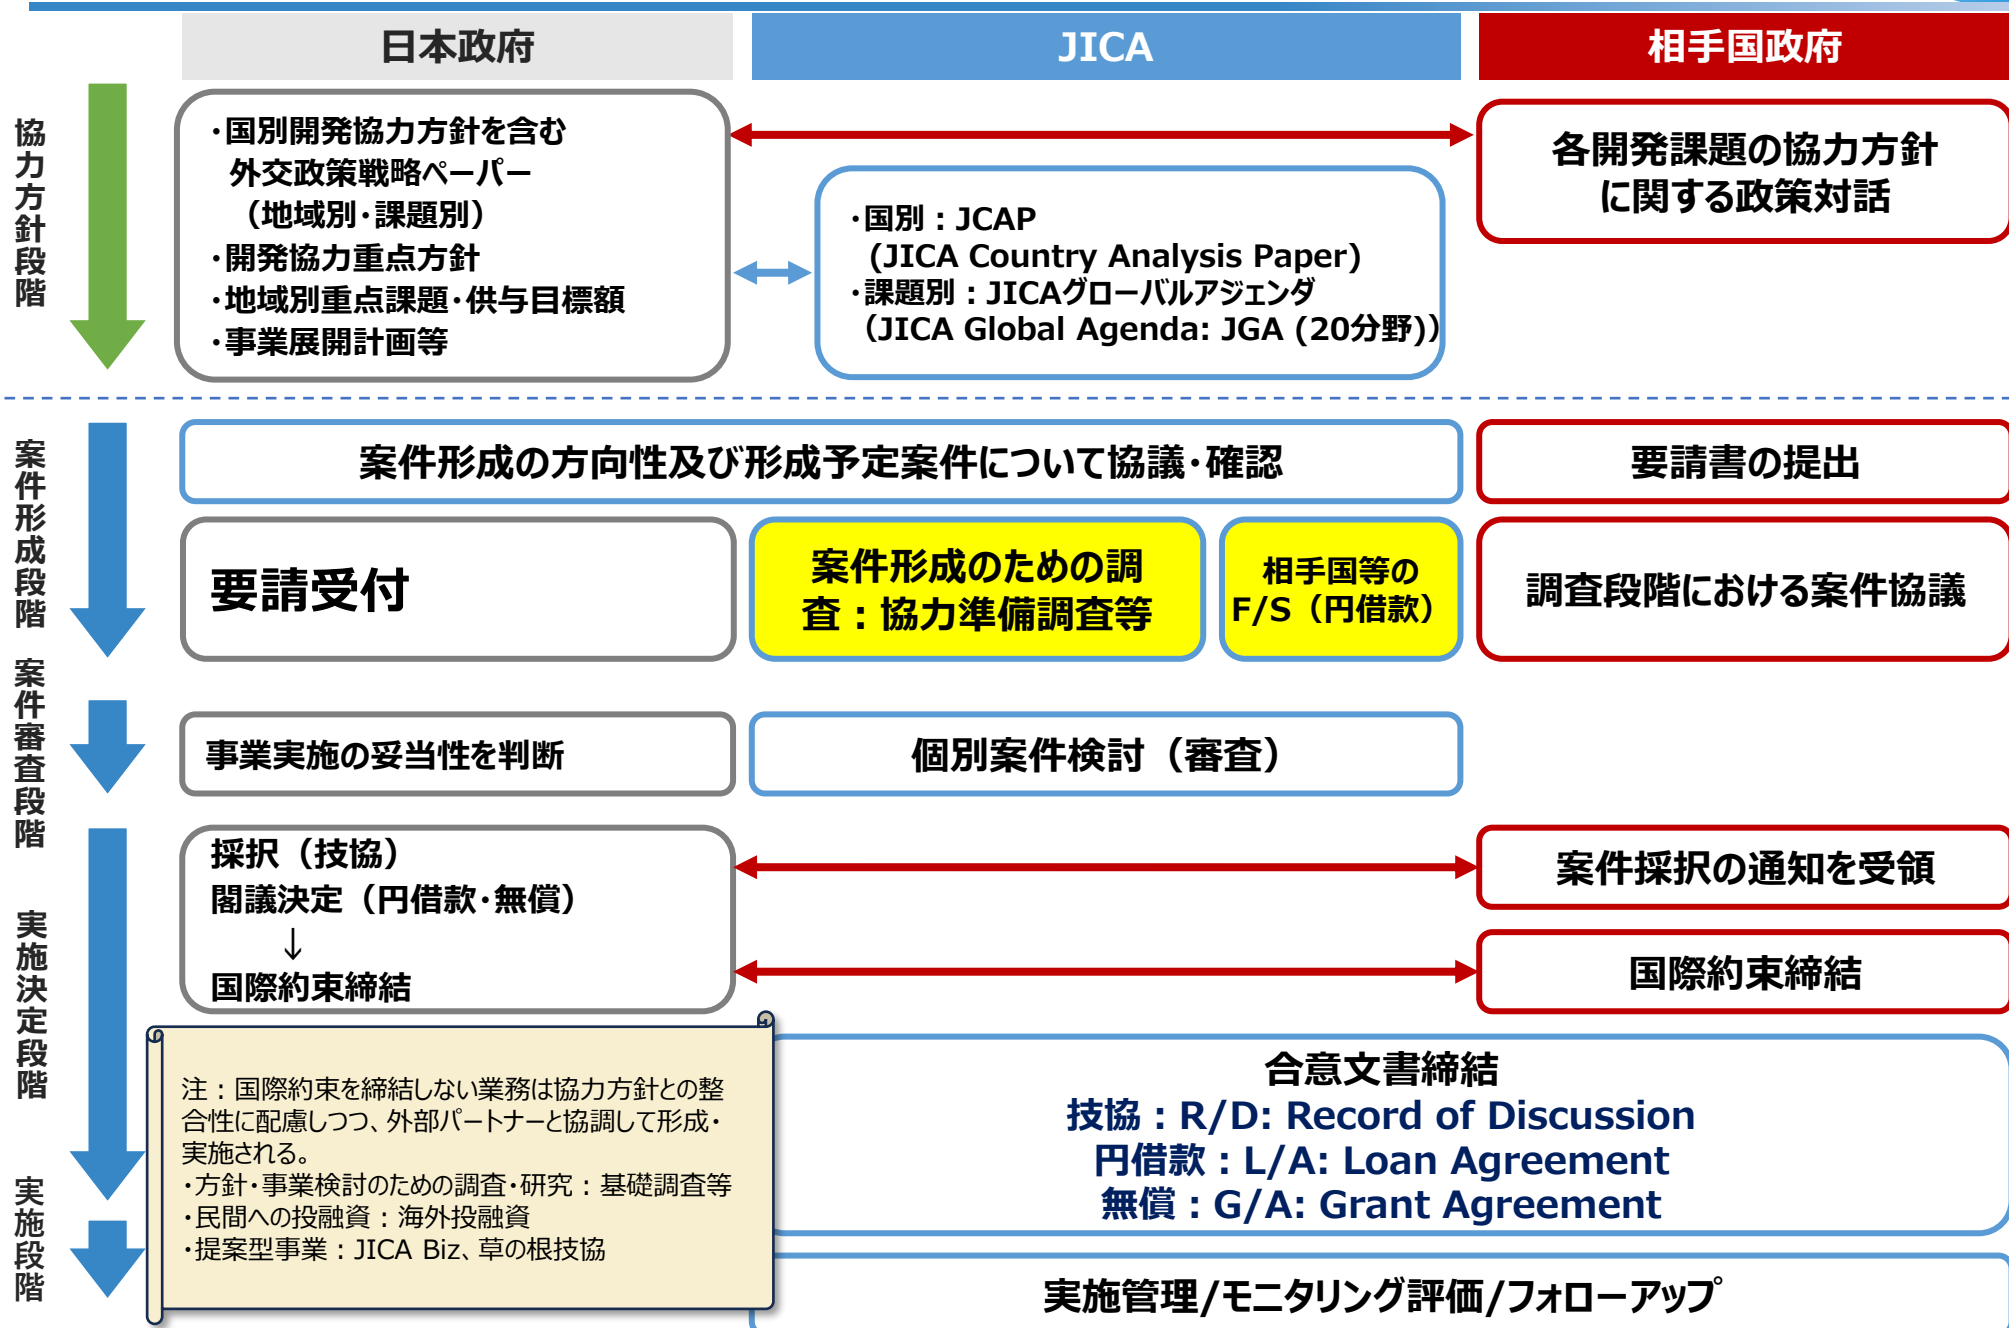 日本政府
JICA
相手国政府
協力方針段階
・国別開発協力方針を含む
外交政策戦略ペーパー
（地域別・課題別）
・開発協力重点方針
・地域別重点課題・供与目標額
・事業展開計画等
・国別：JCAP
(JICA Country Analysis Paper)
・課題別：JICAグローバルアジェンダ
（JICA Global Agenda: JGA (20分野)）
各開発課題の協力方針
に関する政策対話
案件形成段階
案件形成の方向性及び形成予定案件について協議・確認
要請書の提出
要請受付
案件形成のための調
査：協力準備調査等
相手国等の
F/S（円借款）
調査段階における案件協議
案件審査段階
事業実施の妥当性を判断
個別案件検討（審査）
実施決定段階
採択（技協）
閣議決定（円借款・無償）
↓
国際約束締結
案件採択の通知を受領
国際約束締結
注：国際約束を締結しない業務は協力方針との整
合性に配慮しつつ、外部パートナーと協調して形成・
実施される。
・方針・事業検討のための調査・研究：基礎調査等
・民間への投融資：海外投融資
・提案型事業：JICA Biz、草の根技協
合意文書締結
技協：R/D: Record of Discussion
円借款：L/A: Loan Agreement
無償：G/A: Grant Agreement
実施段階
実施管理/モニタリング評価/フォローアップ